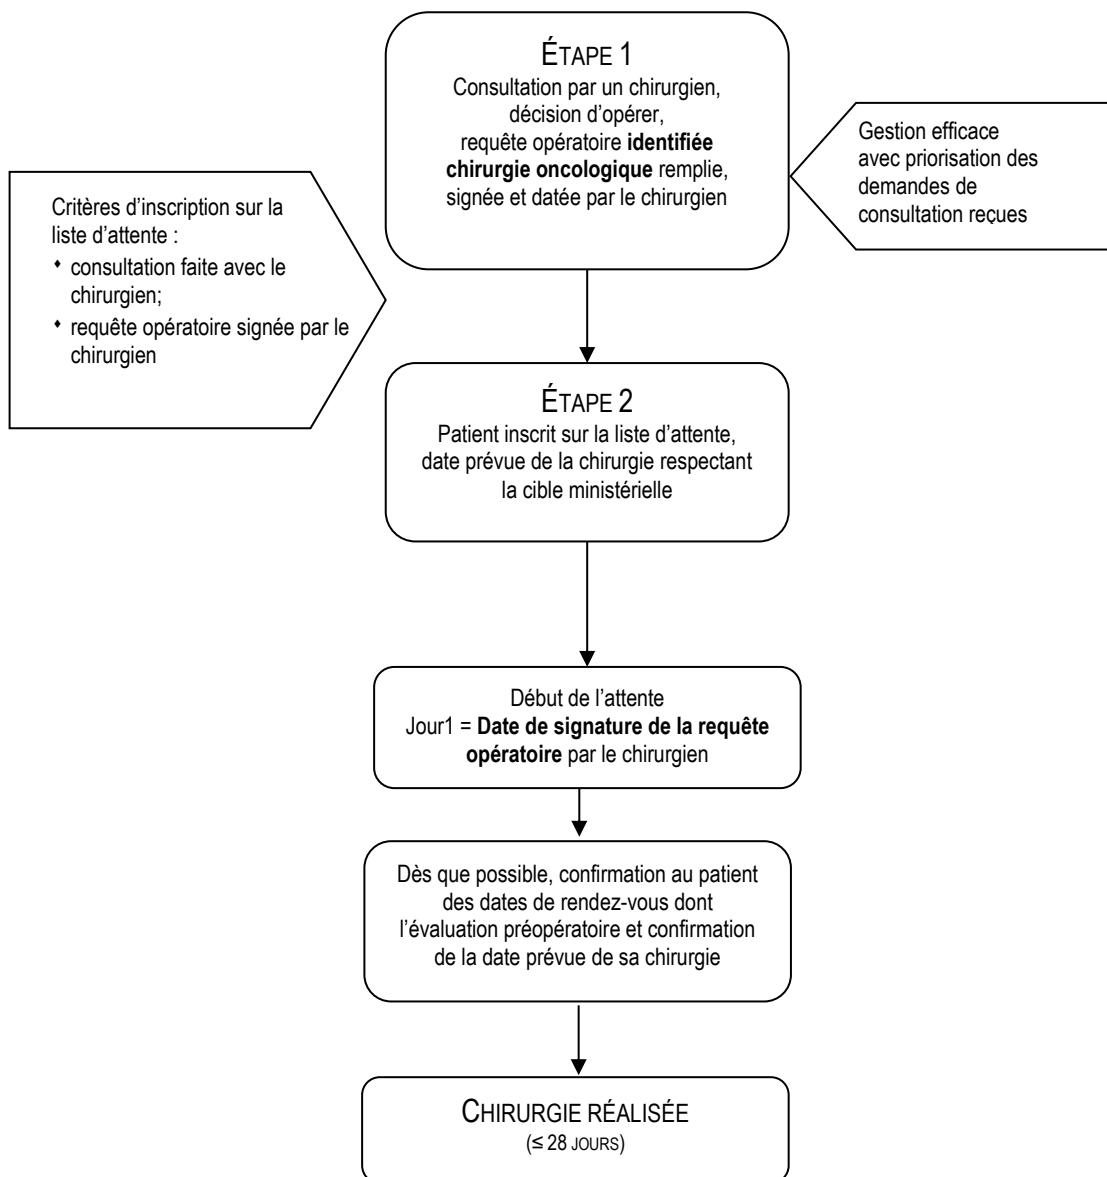 ÉTAPE 1
Consultation par un chirurgien,
décision d’opérer,
requête opératoire identifiée
chirurgie oncologique remplie,
signée et datée par le chirurgien
Gestion efficace
avec priorisation des
demandes de
consultation reçues
Critères d’inscription sur la
liste d’attente :
♦ consultation faite avec le
chirurgien;
♦ requête opératoire signée par le
chirurgien
ÉTAPE 2
Patient inscrit sur la liste d’attente,
date prévue de la chirurgie respectant
la cible ministérielle
Début de l’attente
Jour1 = Date de signature de la requête
opératoire par le chirurgien
Dès que possible, confirmation au patient
des dates de rendez-vous dont
l’évaluation préopératoire et confirmation
de la date prévue de sa chirurgie
CHIRURGIE RÉALISÉE
(≤ 28 JOURS)